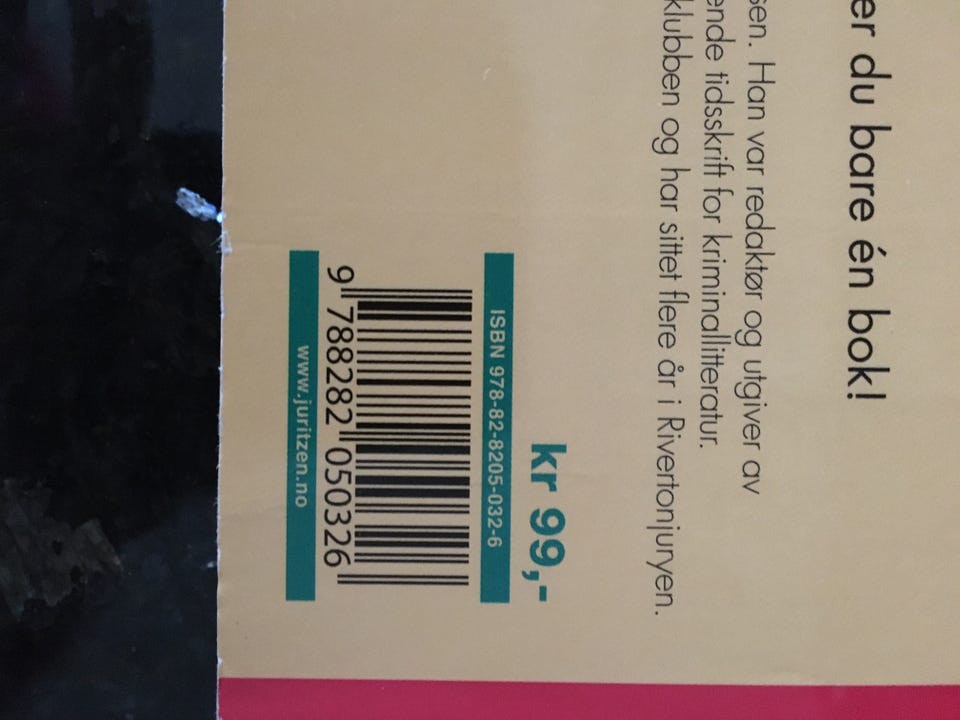 er du bare én bok!
sen. Han var redaktør og utgiver av
ende tidsskrift for kriminallitteratur.
klubben og har sittet flere år i Rivertonjuryen.
kr 99,-
ISBN 978-82-8205-032-6
9 788282 050326
www.juritzen.no